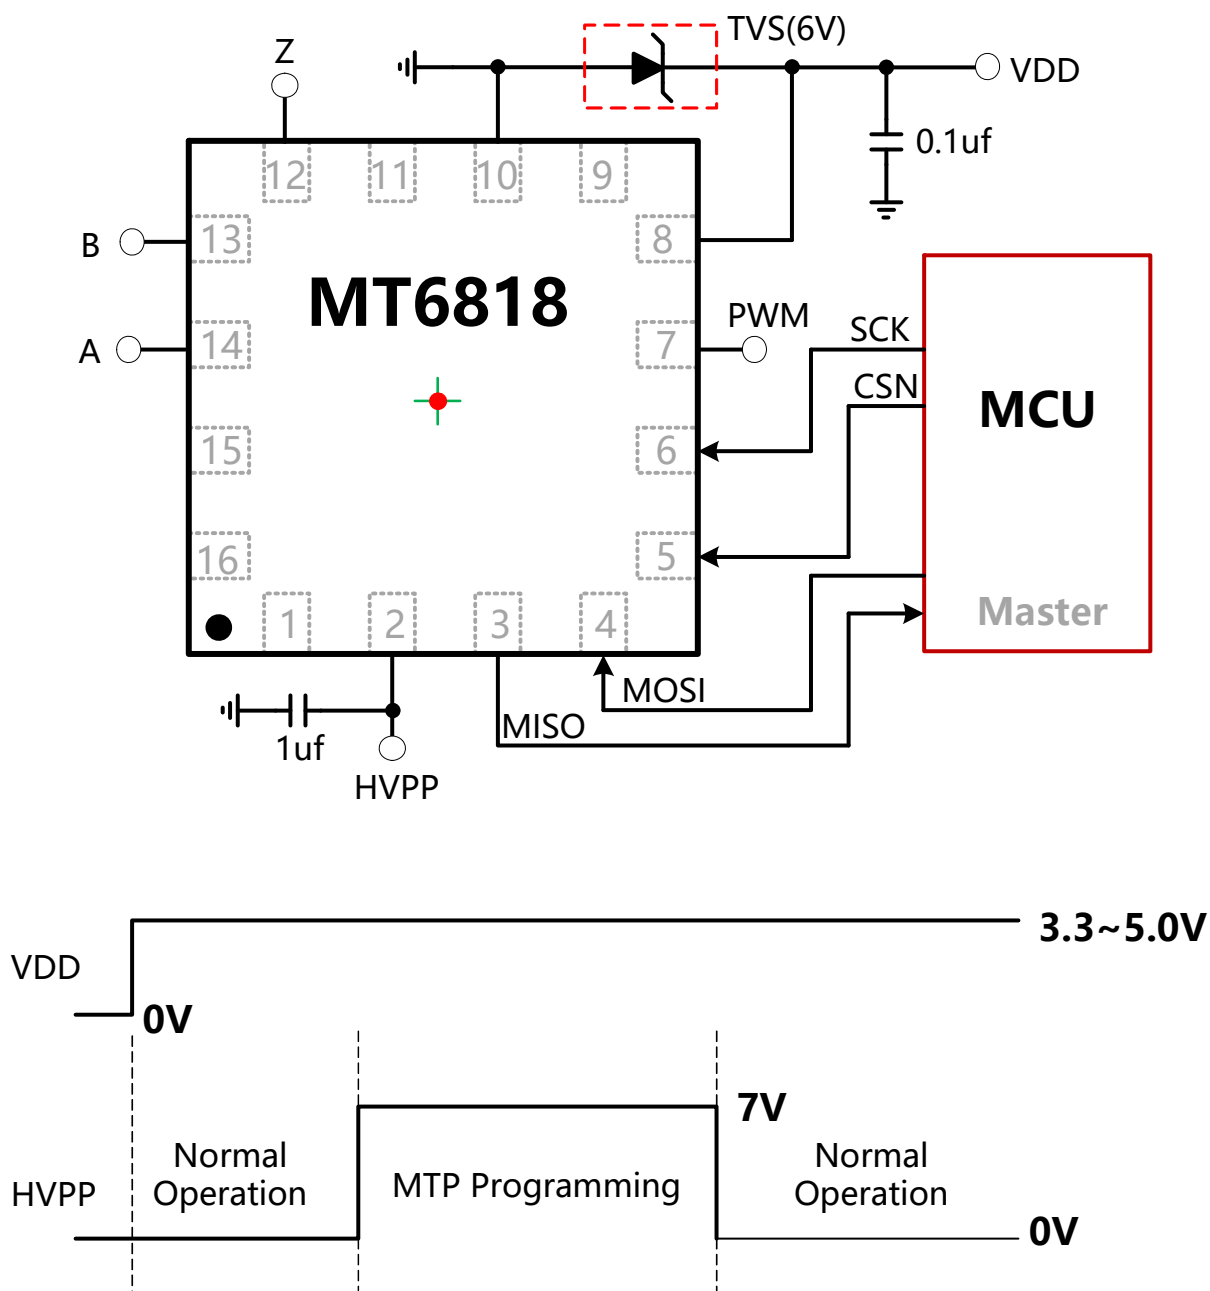 TVS(6V)
Z
VDD
0.1uf
12
11
10
9
13
8
B
MT6818
PWM
SCK
A
14
7
CSN
MCU
15
6
16
5
Master
1
2
3
4
MOSI
MISO
1uf
HVPP
3.3~5.0V
VDD
0V
7V
Normal
Operation
MTP Programming
Normal
Operation
HVPP
0V